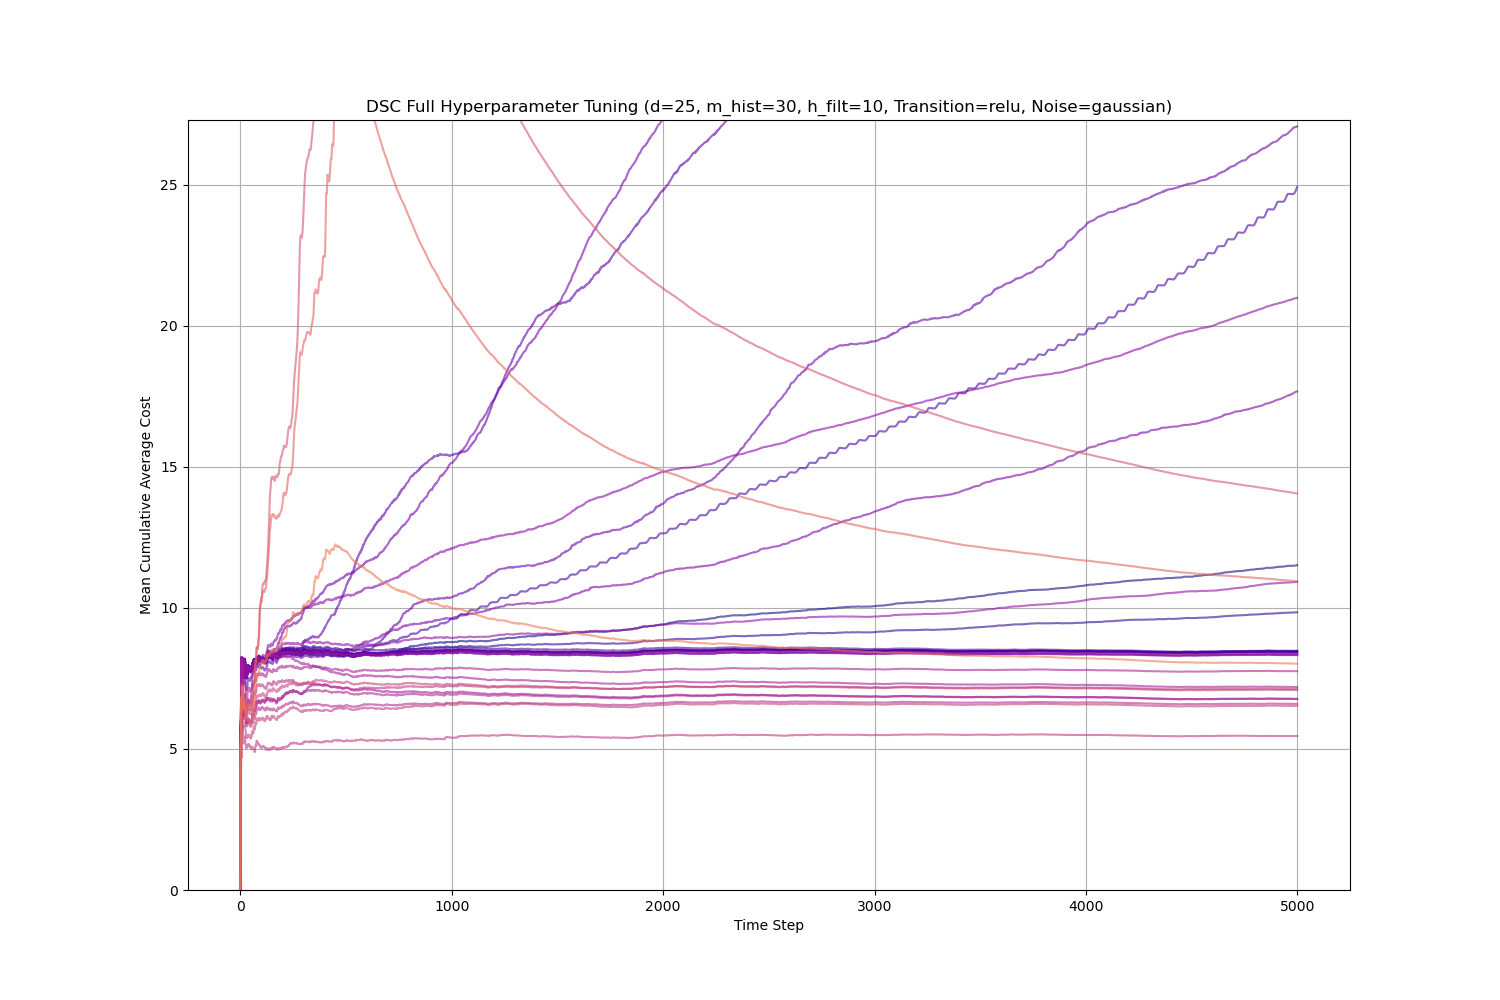 DSC Full Hyperparameter Tuning (d=25, m_hist=30, h_filt=10, Transition=relu, Noise=gaussian)
Mean Cumulative Average Cost
25
20
15
10
5
0
0 1000 2000 3000 4000 5000
Time Step